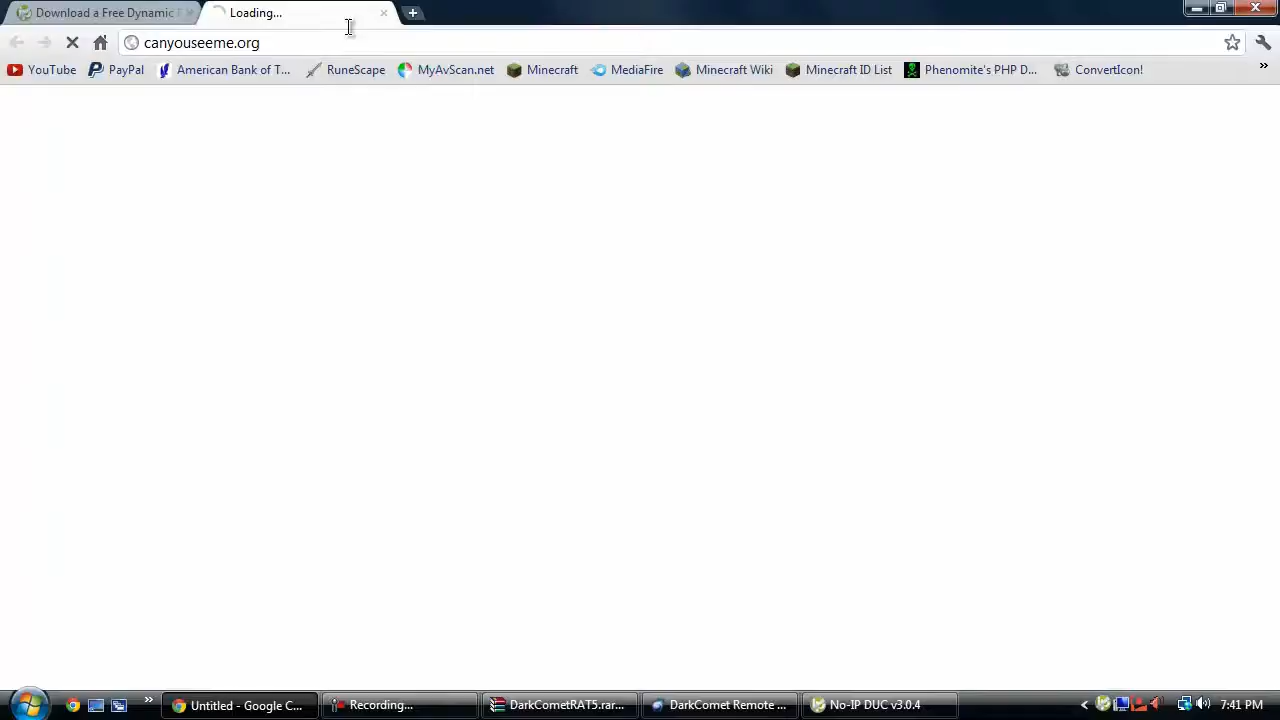 Download a Free Dynamic
Loading...
canyouseeme.org
YouTube PayPal American Bank of T... RuneScape MyAvScan.net Minecraft MediaFire Minecraft Wiki Minecraft ID List Phenomite's PHP D... ConvertIcon! »
» Untitled - Google C... Recording... DarkCometRAT5.rar... DarkComet Remote ... No-IP DUC v3.0.4 7:41 PM